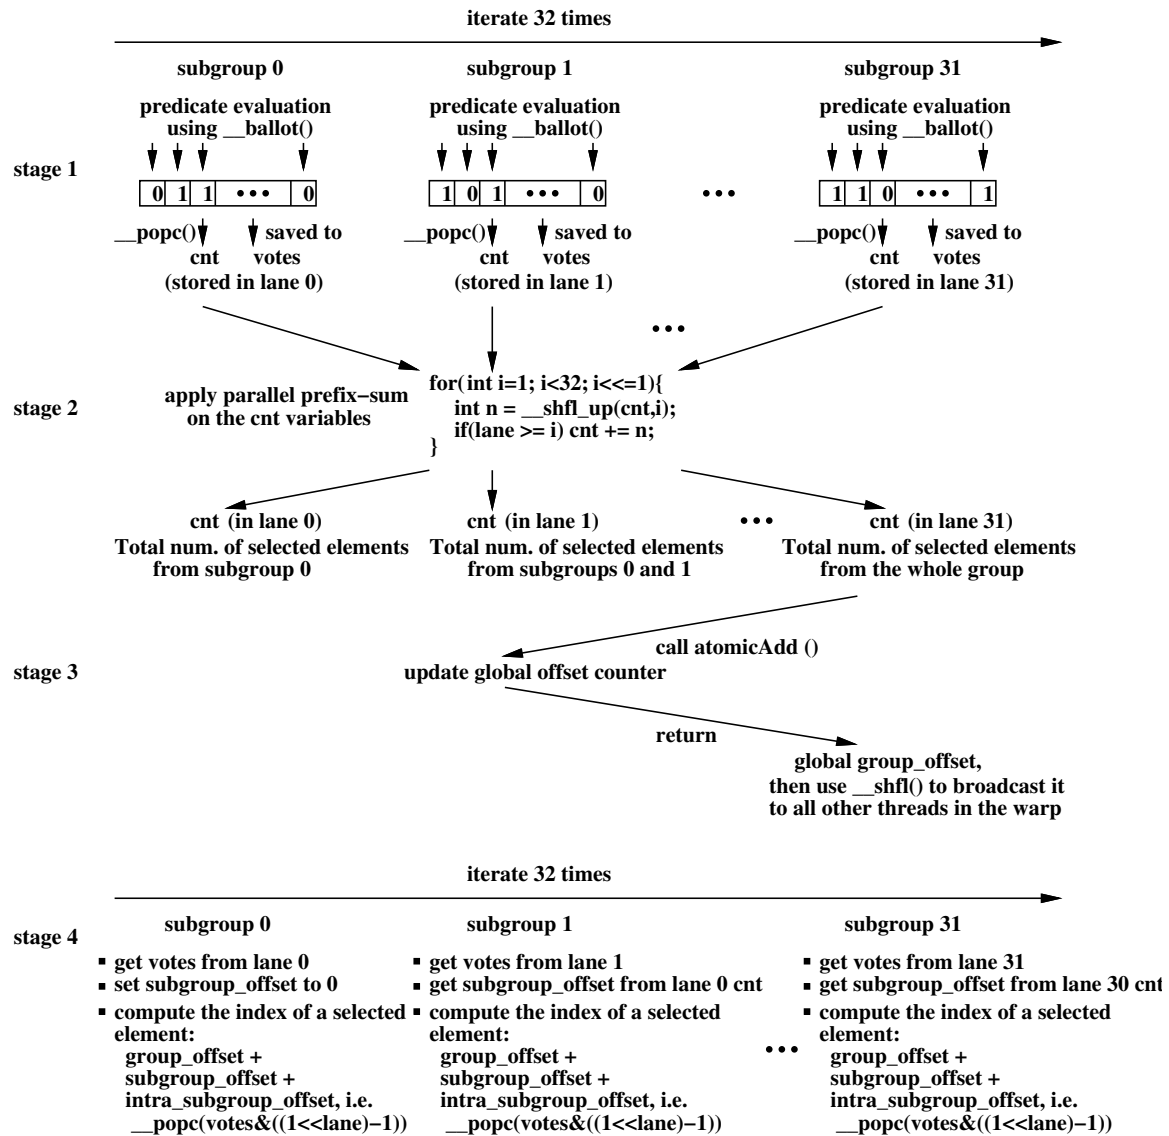 iterate 32 times
subgroup 0
subgroup 1
subgroup 31
predicate evaluation
using __ballot()
predicate evaluation
using __ballot()
predicate evaluation
using __ballot()
stage 1
0 1 1 ••• 0
1 0 1 ••• 0
•••
1 1 0 ••• 1
__popc() saved to
cnt votes
(stored in lane 0)
__popc() saved to
cnt votes
(stored in lane 1)
__popc() saved to
cnt votes
(stored in lane 31)
•••
stage 2
apply parallel prefix-sum
on the cnt variables
for(int i=1; i<32; i<<=1){
int n = __shfl_up(cnt,i);
if(lane >= i) cnt += n;
}
cnt (in lane 0)
Total num. of selected elements
from subgroup 0
cnt (in lane 1)
Total num. of selected elements
from subgroups 0 and 1
•••
cnt (in lane 31)
Total num. of selected elements
from the whole group
stage 3
call atomicAdd ()
update global offset counter
return
global group_offset,
then use __shfl() to broadcast it
to all other threads in the warp
iterate 32 times
stage 4
subgroup 0
▪ get votes from lane 0
▪ set subgroup_offset to 0
▪ compute the index of a selected
element:
group_offset +
subgroup_offset +
intra_subgroup_offset, i.e.
__popc(votes&((1<<lane)-1))
subgroup 1
▪ get votes from lane 1
▪ get subgroup_offset from lane 0 cnt
▪ compute the index of a selected
element:
group_offset +
subgroup_offset +
intra_subgroup_offset, i.e.
__popc(votes&((1<<lane)-1))
•••
subgroup 31
▪ get votes from lane 31
▪ get subgroup_offset from lane 30 cnt
▪ compute the index of a selected
element:
group_offset +
subgroup_offset +
intra_subgroup_offset, i.e.
__popc(votes&((1<<lane)-1))